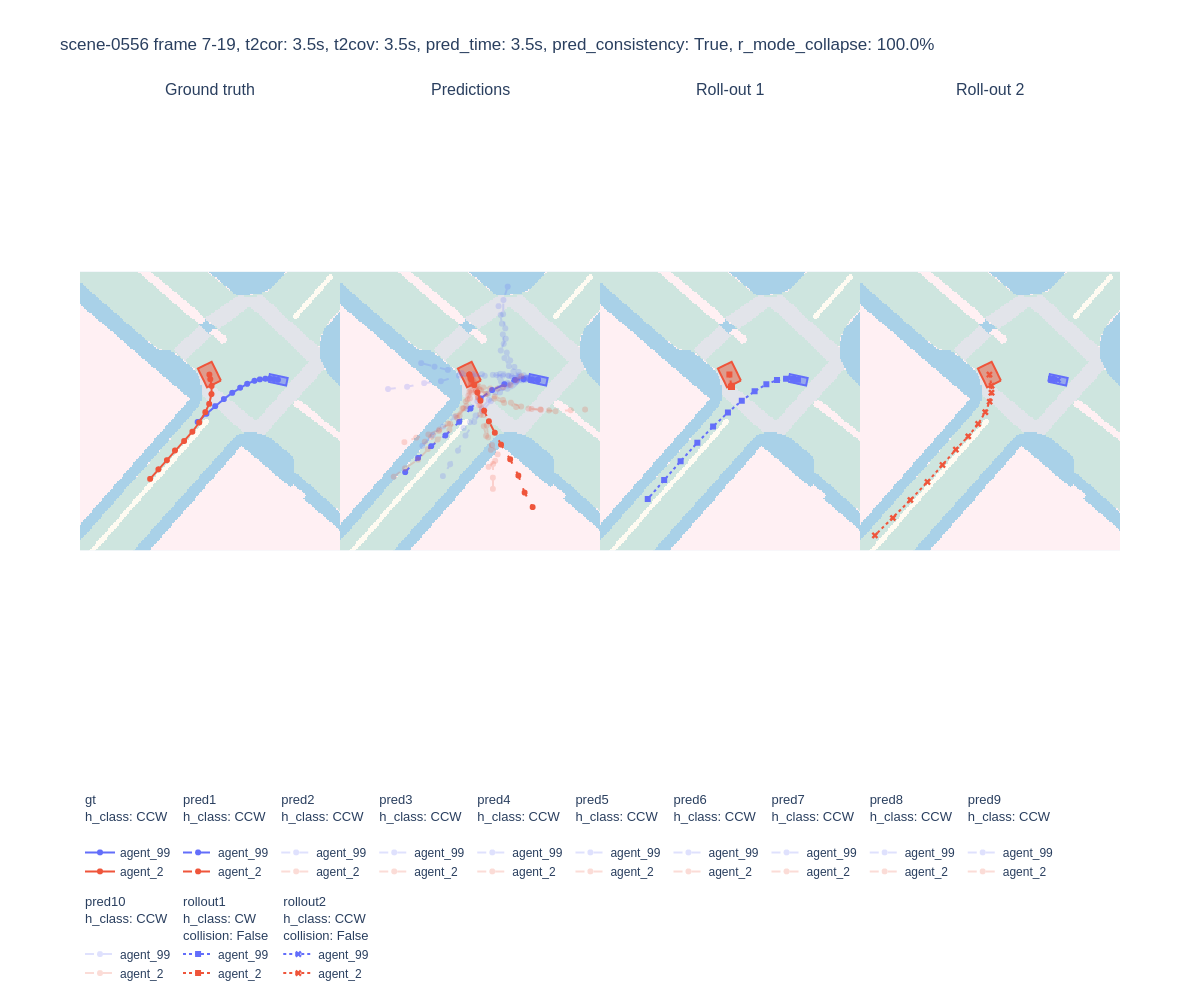 scene-0556 frame 7-19, t2cor: 3.5s, t2cov: 3.5s, pred_time: 3.5s, pred_consistency: True, r_mode_collapse: 100.0%
Ground truth Predictions Roll-out 1 Roll-out 2
gt pred1 pred2 pred3 pred4 pred5 pred6 pred7 pred8 pred9
h_class: CCW h_class: CCW h_class: CCW h_class: CCW h_class: CCW h_class: CCW h_class: CCW h_class: CCW h_class: CCW h_class: CCW
agent_99 agent_99 agent_99 agent_99 agent_99 agent_99 agent_99 agent_99 agent_99 agent_99
agent_2 agent_2 agent_2 agent_2 agent_2 agent_2 agent_2 agent_2 agent_2 agent_2
pred10 rollout1 rollout2
h_class: CCW h_class: CW h_class: CCW
collision: False collision: False
agent_99 agent_99 agent_99
agent_2 agent_2 agent_2